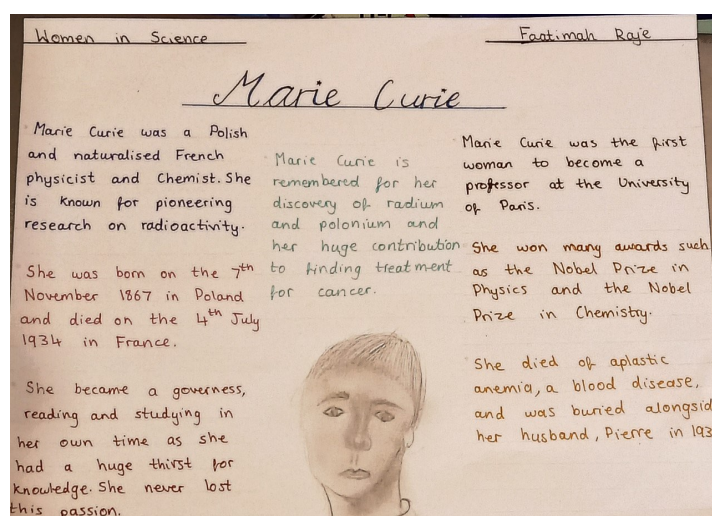 Women in Science
Faatimah Raje
Marie Curie
Marie Curie was a Polish
and naturalised French
physicist and Chemist. She
is known for pioneering
research on radioactivity.
She was born on the 7th
November 1867 in Poland
and died on the 4th July
1934 in France.
She became a governess,
reading and studying in
her own time as she
had a huge thirst for
knowledge. She never lost
this passion.
Marie Curie is
remembered for her
discovery of radium
and polonium and
her huge contribution
to finding treatment
for cancer.
Marie Curie was the first
woman to become a
professor at the University
of Paris.
She won many awards such
as the Nobel Prize in
Physics and the Nobel
Prize in Chemistry.
She died of aplastic
anemia, a blood disease,
and was buried alongsid
her husband, Pierre in 193